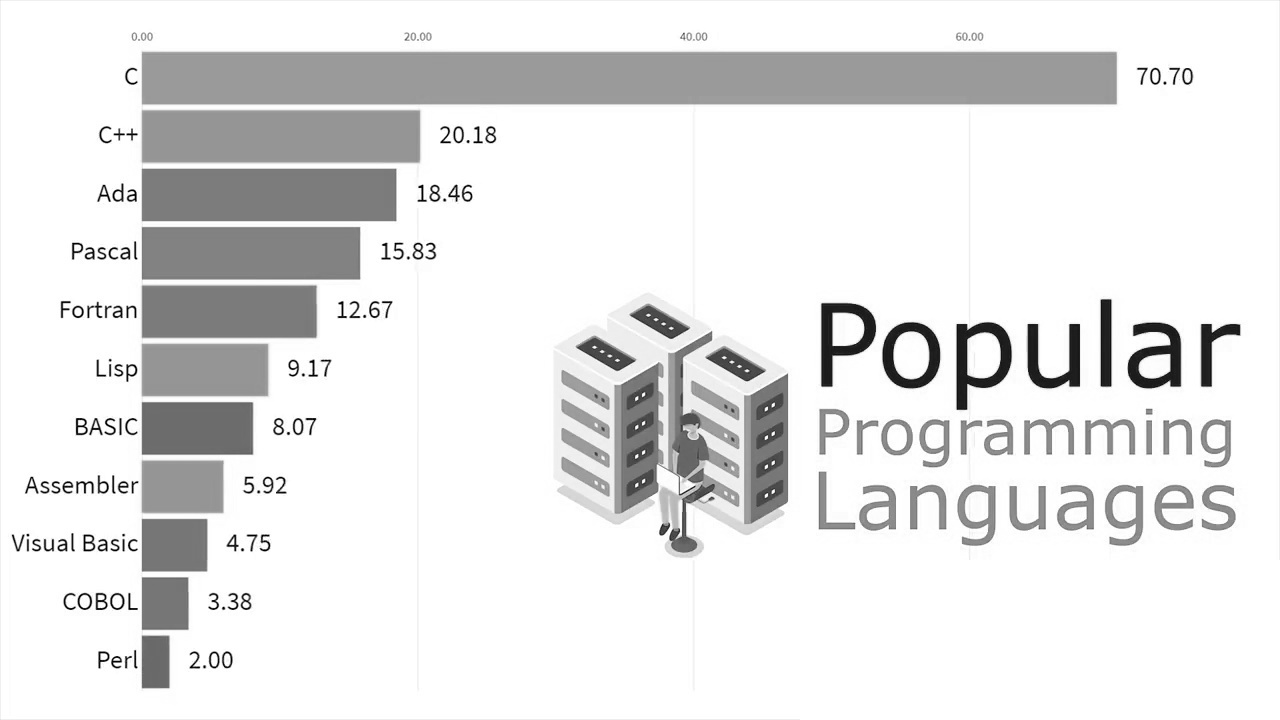 0.00 20.00 40.00 60.00
C 70.70
C++ 20.18
Ada 18.46
Pascal 15.83
Fortran 12.67
Lisp 9.17
BASIC 8.07
Assembler 5.92
Visual Basic 4.75
COBOL 3.38
Perl 2.00
Popular
Programming
Languages